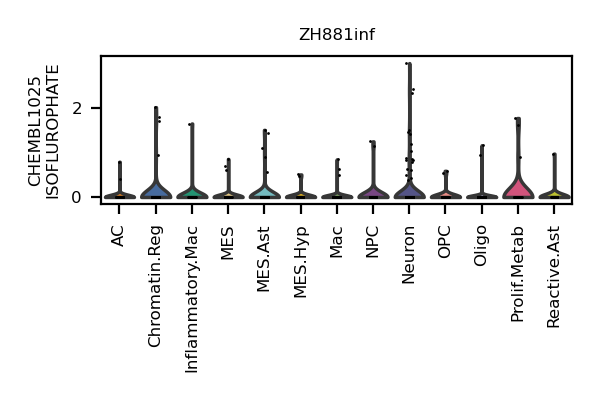 ZH881inf
CHEMBL1025
ISOFLUROPHATE
2
0
AC
Chromatin.Reg
Inflammatory.Mac
MES
MES.Ast
MES.Hyp
Mac
NPC
Neuron
OPC
Oligo
Prolif.Metab
Reactive.Ast